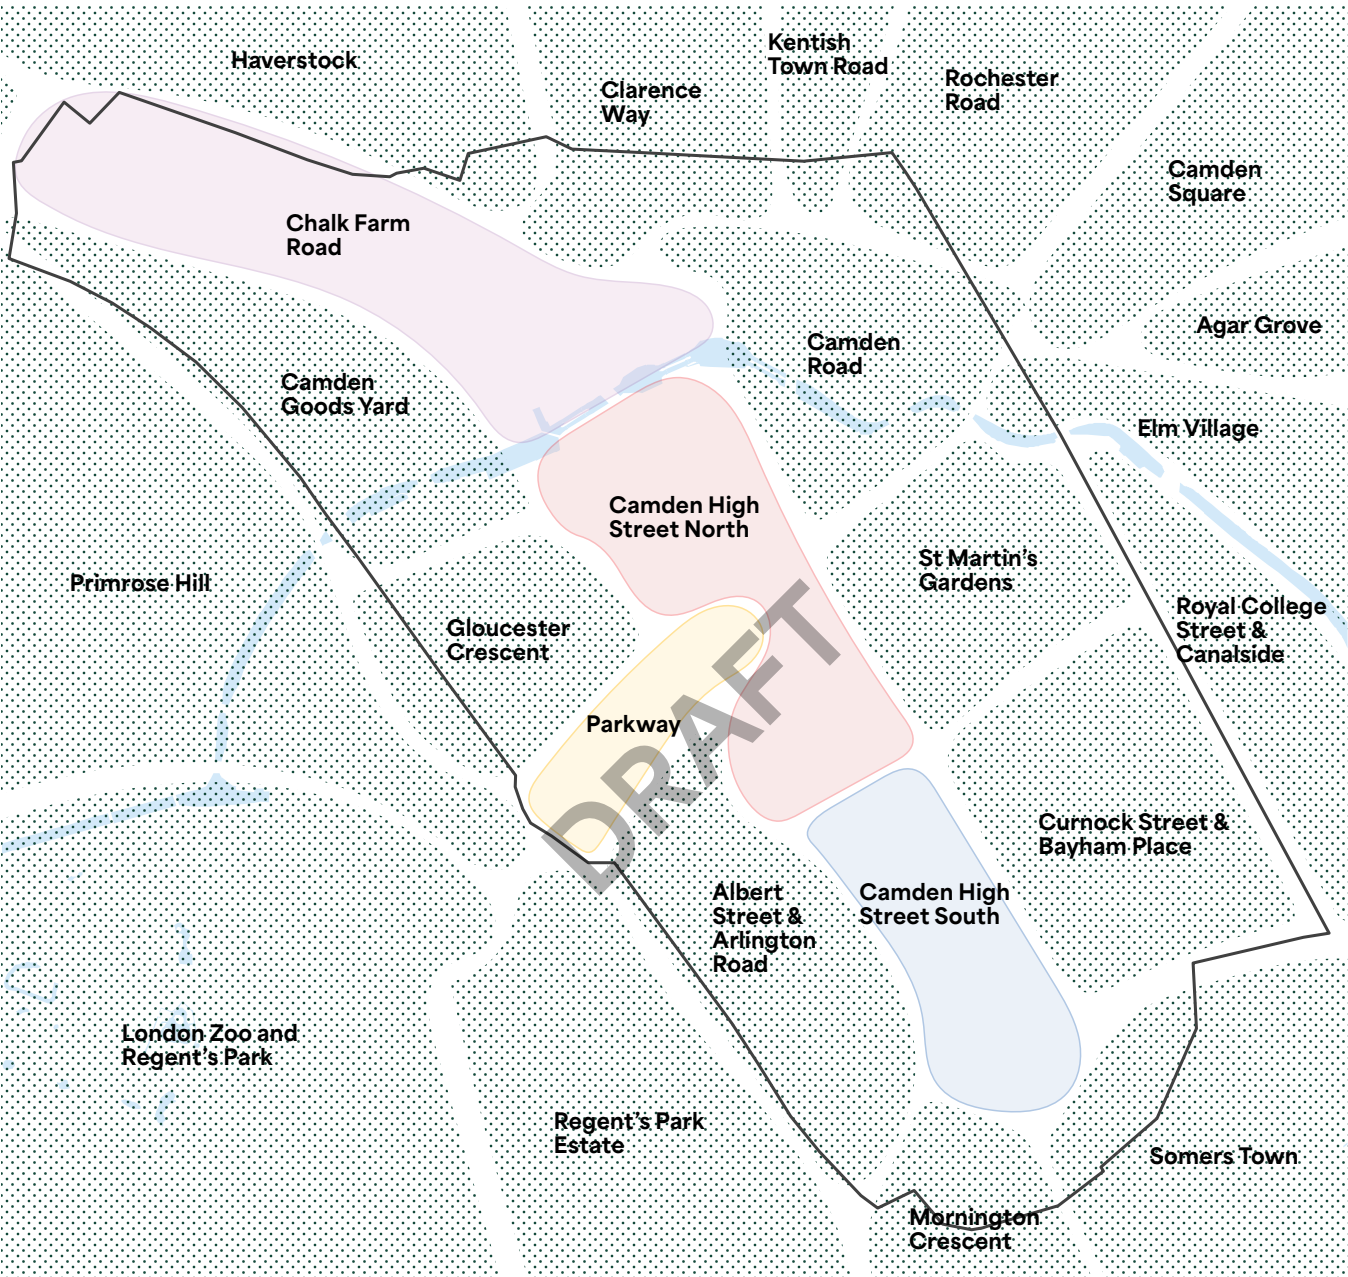 Haverstock
Kentish
Town Road
Clarence
Way
Rochester
Road
Camden
Square
Chalk Farm
Road
Agar Grove
Camden
Road
Camden
Goods Yard
Elm Village
Camden High
Street North
St Martin’s
Gardens
Primrose Hill
Royal College
Street &
Canalside
Gloucester
Crescent
Parkway
DRAFT
Curnock Street &
Bayham Place
Albert
Street &
Arlington
Road
Camden High
Street South
London Zoo and
Regent’s Park
Regent’s Park
Estate
Somers Town
Mornington
Crescent